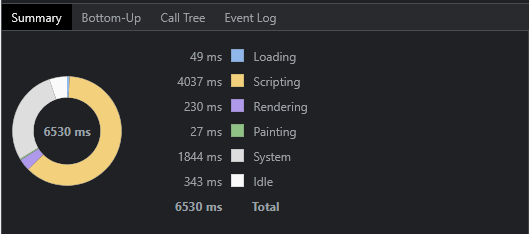 Summary Bottom-Up Call Tree Event Log
49 ms Loading
4037 ms Scripting
230 ms Rendering
6530 ms 27 ms Painting
1844 ms System
343 ms Idle
6530 ms Total